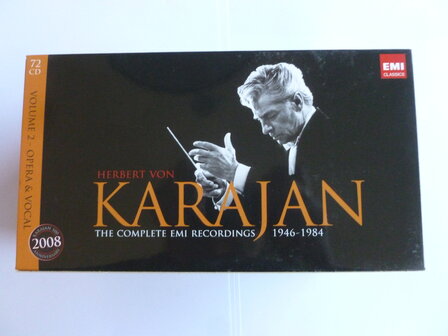 72
CD
VOLUME 2 - OPERA & VOCAL
2008
EMI
CLASSICS
HERBERT VON
KARAJAN
THE COMPLETE EMI RECORDINGS 1946-1984